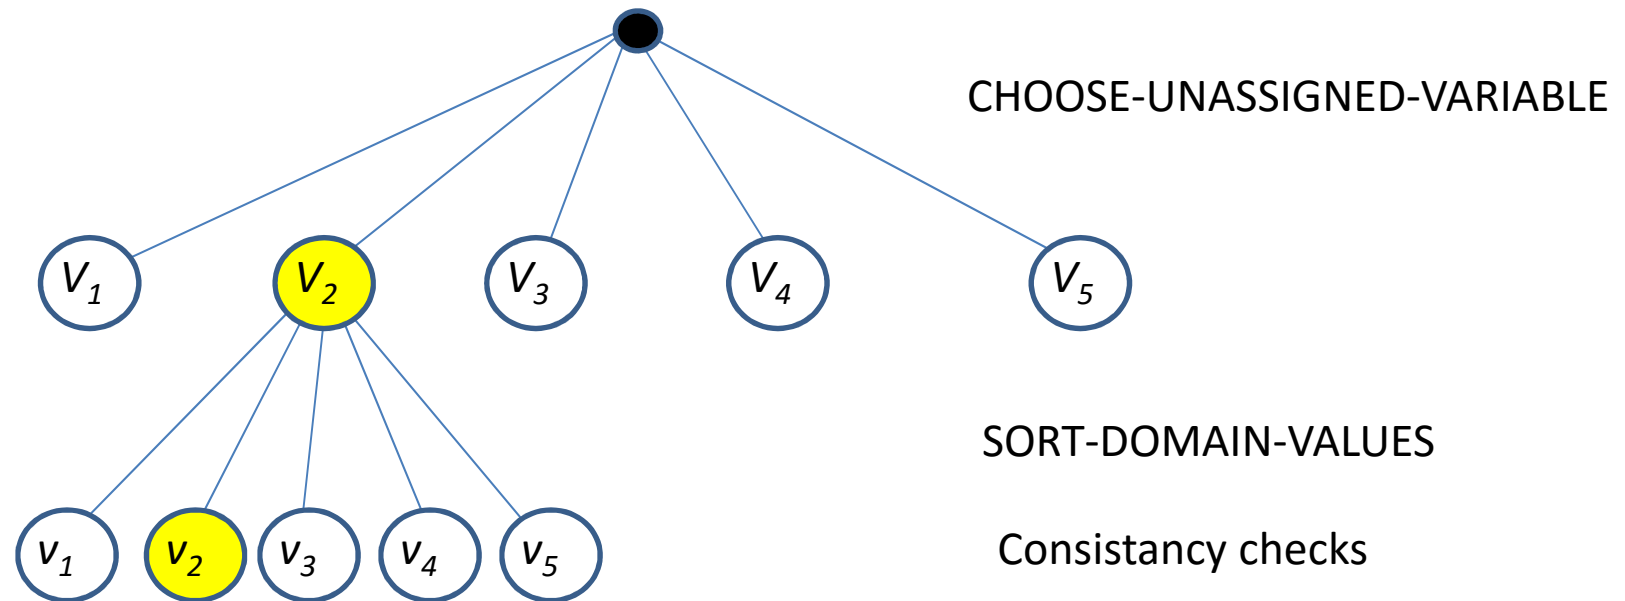 CHOOSE-UNASSIGNED-VARIABLE
V1 V2 V3 V4 V5
SORT-DOMAIN-VALUES
v1 v2 v3 v4 v5
Consistancy checks